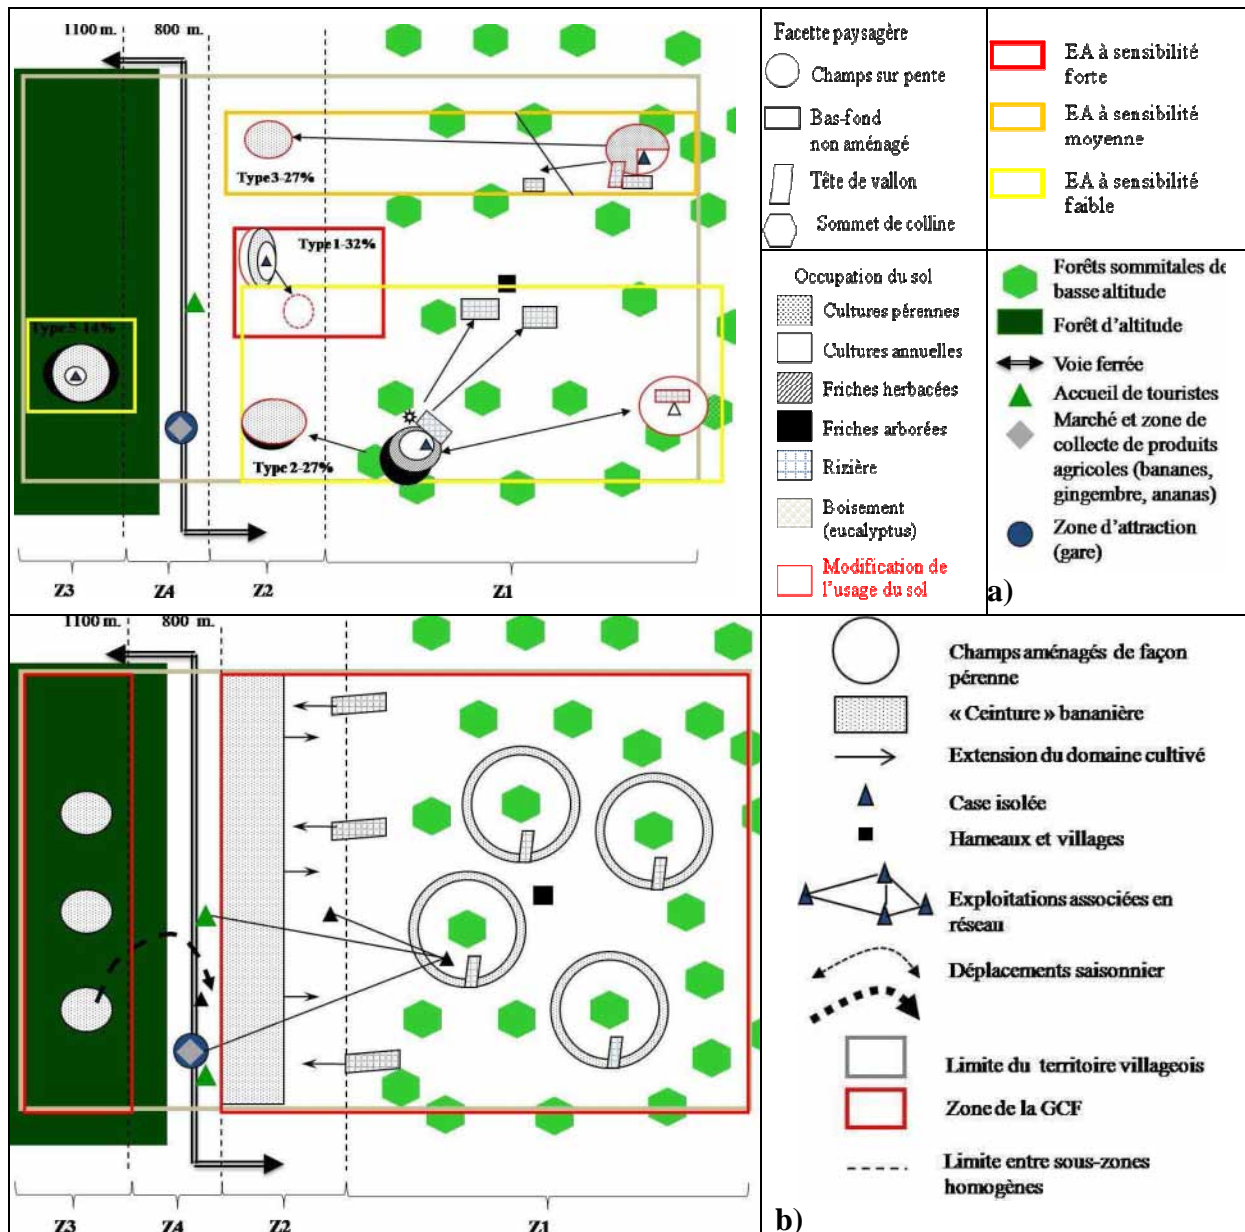 1100 m. 800 m.
Type3-27%
Type1-32%
Type5-14%
Type 2-27%
Z3 Z4 Z2 Z1
Facette paysagère
Champs sur pente
Bas-fond
non aménagé
Tête de vallon
Sommet de colline
EA à sensibilité
forte
EA à sensibilité
moyenne
EA à sensibilité
faible
Occupation du sol
Cultures pérennes
Cultures annuelles
Friches herbacées
Friches arborées
Rizière
Boisement
(eucalyptus)
Modification de
l'usage du sol
Forêts sommitales de
basse altitude
Forêt d'altitude
Voie ferrée
Accueil de touristes
Marché et zone de
collecte de produits
agricoles (bananes,
gingembre, ananas)
Zone d'attraction
(gare)
a)
1100 m. 800 m.
Z3 Z4 Z2 Z1
Champs aménagés de façon
pérenne
« Ceinture » bananière
Extension du domaine cultivé
Case isolée
Hameaux et villages
Exploitations associées en
réseau
Déplacements saisonnier
Limite du territoire villageois
Zone de la GCF
Limite entre sous-zones
homogènes
b)